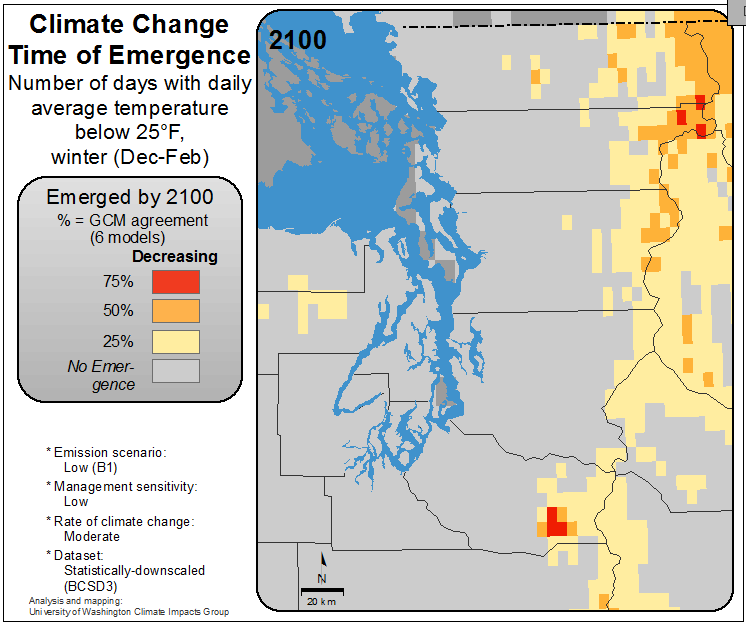 Climate Change
Time of Emergence
Number of days with daily
average temperature
below 25°F,
winter (Dec-Feb)
Emerged by 2100
% = GCM agreement
(6 models)
Decreasing
75%
50%
25%
No Emer-
gence
* Emission scenario:
Low (B1)
* Management sensitivity:
Low
* Rate of climate change:
Moderate
* Dataset:
Statistically-downscaled
(BCSD3)
Analysis and mapping:
University of Washington Climate Impacts Group
2100
N
20 km